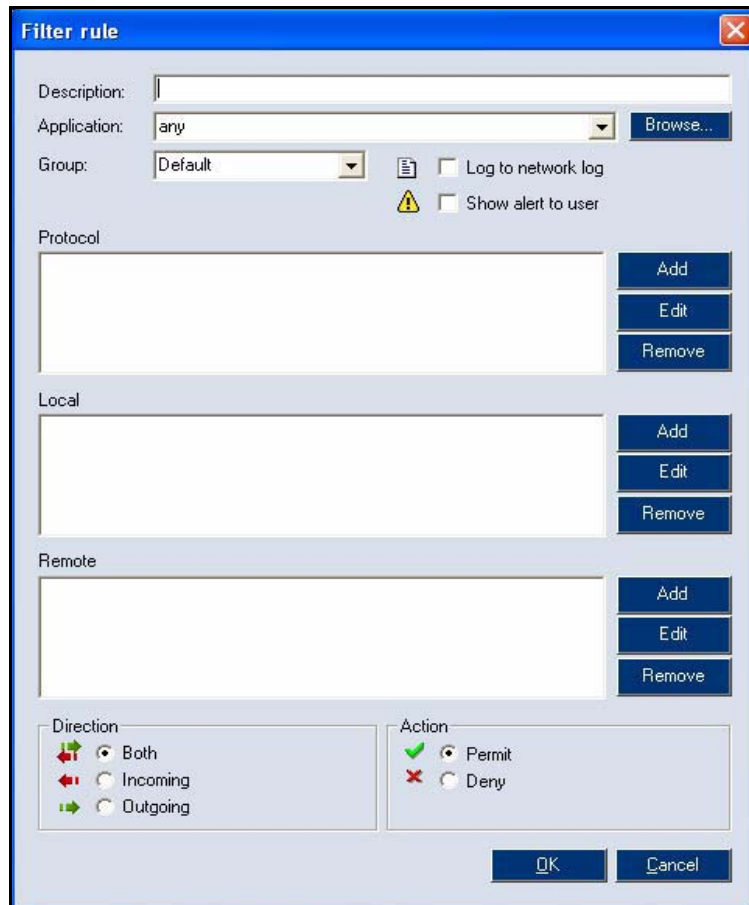 Filter rule
Description:
Application: any Browse...
Group: Default Log to network log
Show alert to user
Protocol
Add
Edit
Remove
Local
Add
Edit
Remove
Remote
Add
Edit
Remove
Direction Action
Both Permit
Incoming Deny
Outgoing
OK Cancel